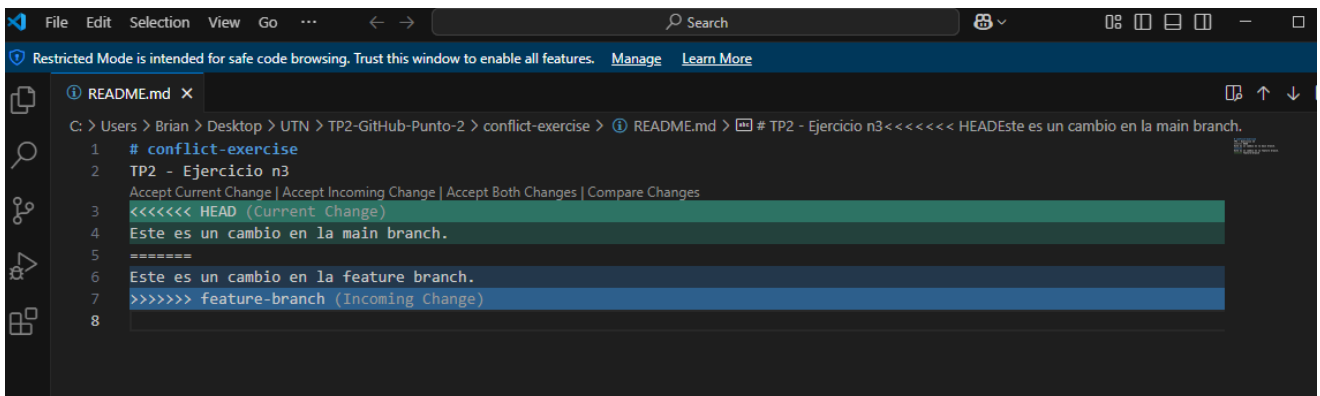 File Edit Selection View Go ··· ← → Search
Restricted Mode is intended for safe code browsing. Trust this window to enable all features. Manage Learn More
README.md
C: > Users > Brian > Desktop > UTN > TP2-GitHub-Punto-2 > conflict-exercise > README.md > # TP2 - Ejercicio n3<<<<<<< HEADEste es un cambio en la main branch.
1 # conflict-exercise
2 TP2 - Ejercicio n3
Accept Current Change | Accept Incoming Change | Accept Both Changes | Compare Changes
3 <<<<<<< HEAD (Current Change)
4 Este es un cambio en la main branch.
5 =======
6 Este es un cambio en la feature branch.
7 >>>>>>> feature-branch (Incoming Change)
8